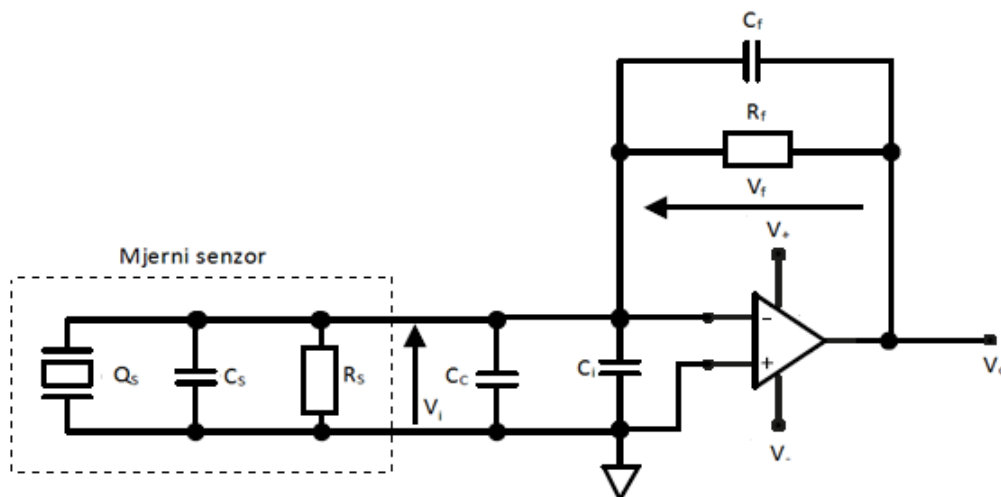 Cf
Rf
Vf
V+
Mjerni senzor
Qs
Cs
Rs
Vi
Cc
Ci
-
+
V-